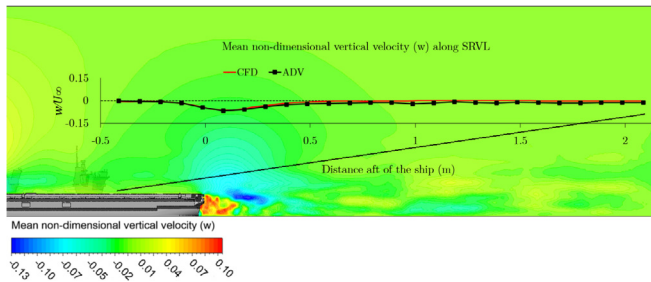 Mean non-dimensional vertical velocity (w) along SRVL
CFD ADV
0.15
0
-0.15
w/U∞
-0.5 0 0.5 1 1.5 2
Distance aft of the ship (m)
Mean non-dimensional vertical velocity (w)
-0.13 -0.10 -0.07 -0.05 -0.02 0.01 0.04 0.07 0.10